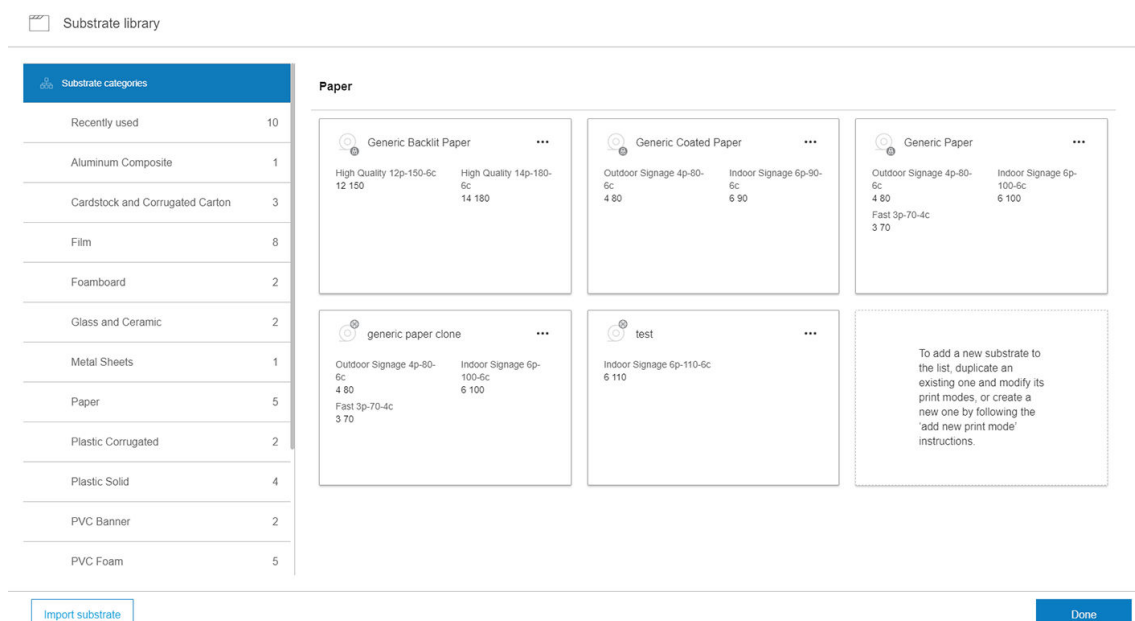 Substrate library
Substrate categories
Recently used 10
Aluminum Composite 1
Cardstock and Corrugated Carton 3
Film 8
Foamboard 2
Glass and Ceramic 2
Metal Sheets 1
Paper 5
Plastic Corrugated 2
Plastic Solid 4
PVC Banner 2
PVC Foam 5
Paper
Generic Backlit Paper
High Quality 12p-150-6c
12 150
High Quality 14p-180-
6c
14 180
Generic Coated Paper
Outdoor Signage 4p-80-
6c
4 80
Indoor Signage 6p-90-
6c
6 90
Generic Paper
Outdoor Signage 4p-80-
6c
4 80
Indoor Signage 6p-
100-6c
6 100
Fast 3p-70-4c
3 70
generic paper clone
Outdoor Signage 4p-80-
6c
4 80
Indoor Signage 6p-
100-6c
6 100
Fast 3p-70-4c
3 70
test
Indoor Signage 6p-110-6c
6 110
To add a new substrate to
the list, duplicate an
existing one and modify its
print modes, or create a
new one by following the
'add new print mode'
instructions.
Import substrate
Done